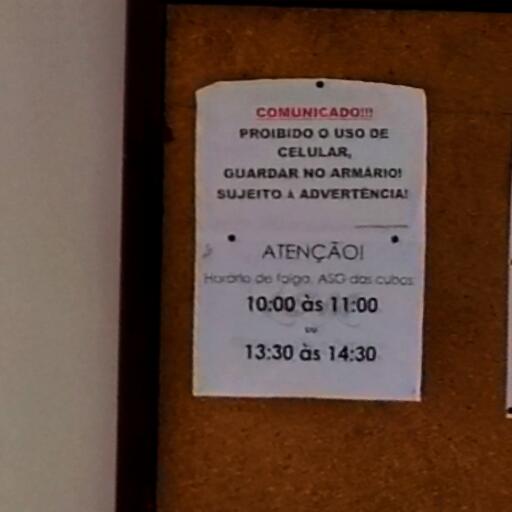 COMUNICADO!!!
PROIBIDO O USO DE
CELULAR,
GUARDAR NO ARMÁRIO!
SUJEITO A ADVERTÊNCIA!
ATENÇÃO!
Horário de folga, ASG das cubas
10:00 às 11:00
ou
13:30 às 14:30